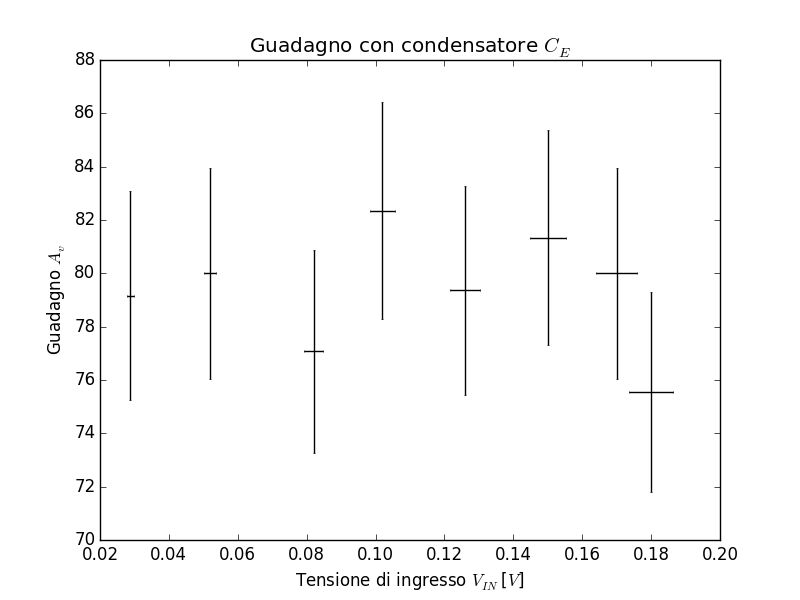 Guadagno con condensatore C_E
88
86
84
82
80
78
76
74
72
70
Guadagno A_v
0.02 0.04 0.06 0.08 0.10 0.12 0.14 0.16 0.18 0.20
Tensione di ingresso V_IN [V]